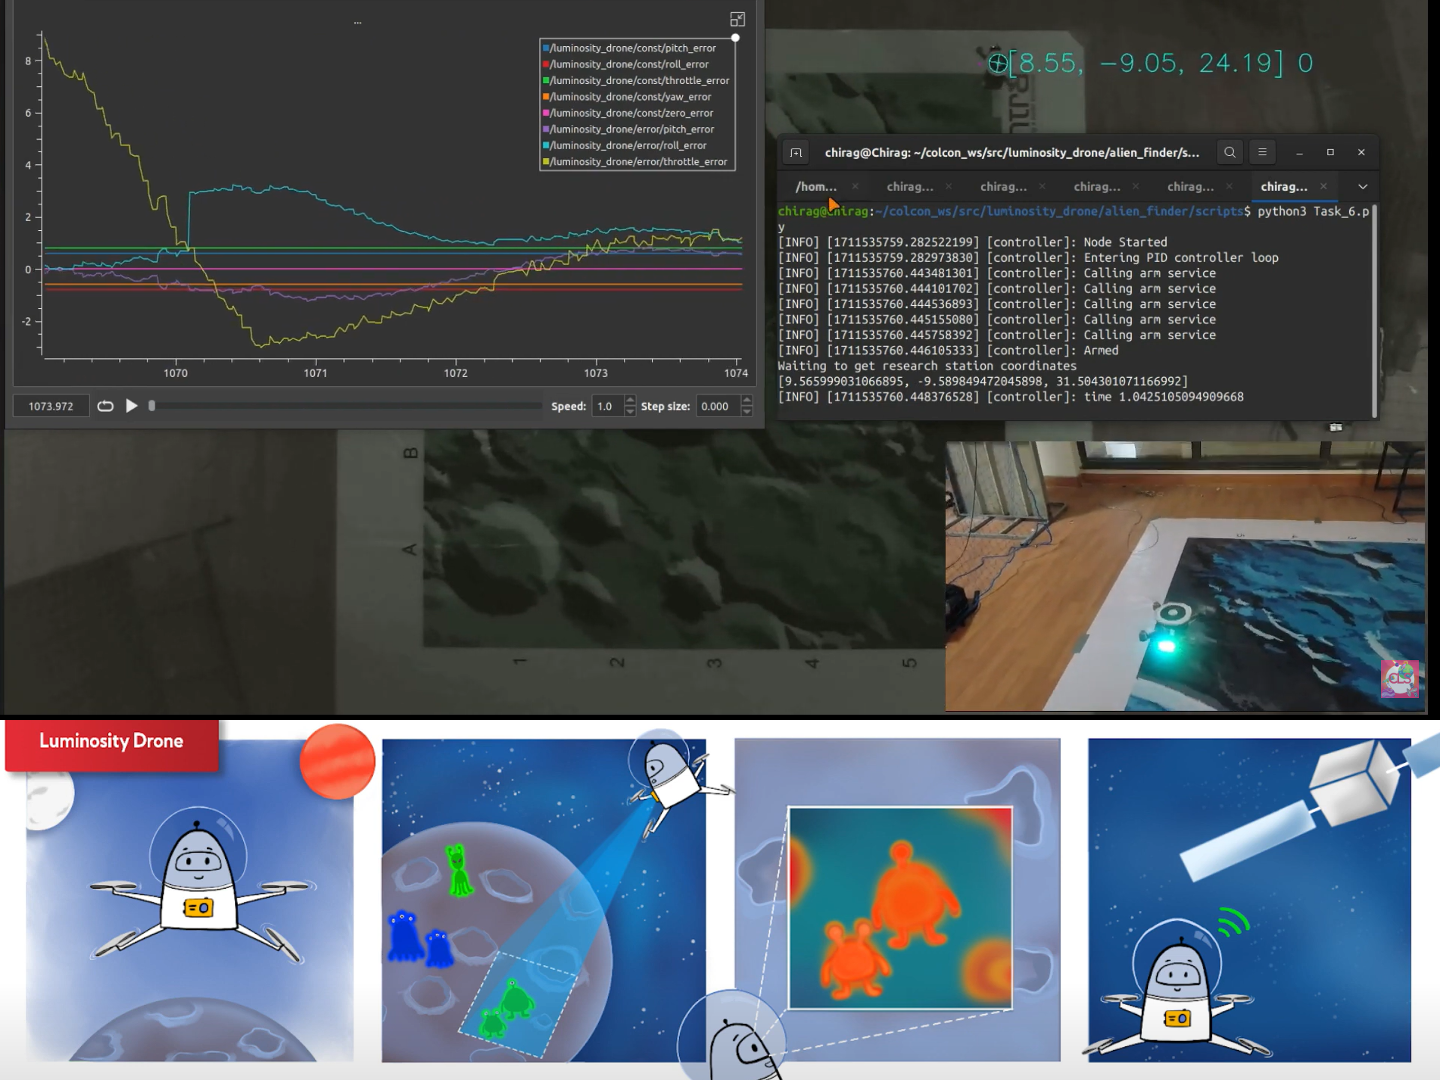 ...
8
6
4
2
0
-2
1070
1071
1072
1073
1074
/luminosity_drone/const/pitch_error
/luminosity_drone/const/roll_error
/luminosity_drone/const/throttle_error
/luminosity_drone/const/yaw_error
/luminosity_drone/const/zero_error
/luminosity_drone/error/pitch_error
/luminosity_drone/error/roll_error
/luminosity_drone/error/throttle_error
1073.972
Speed:
1.0
Step size:
0.000
[8.55, -9.05, 24.19] 0
chirag@Chirag: ~/colcon_ws/src/luminosity_drone/alien_finder/s...
/hom...
chirag...
chirag...
chirag...
chirag...
chirag...
chirag@Chirag:~/colcon_ws/src/luminosity_drone/alien_finder/scripts$ python3 Task_6.p
y
[INFO] [1711535759.282522199] [controller]: Node Started
[INFO] [1711535759.282973830] [controller]: Entering PID controller loop
[INFO] [1711535760.443481301] [controller]: Calling arm service
[INFO] [1711535760.444101702] [controller]: Calling arm service
[INFO] [1711535760.444536893] [controller]: Calling arm service
[INFO] [1711535760.445155080] [controller]: Calling arm service
[INFO] [1711535760.445758392] [controller]: Calling arm service
[INFO] [1711535760.446105333] [controller]: Armed
Waiting to get research station coordinates
[9.565999031066895, -9.589849472045898, 31.504301071166992]
[INFO] [1711535760.448376528] [controller]: time 1.0425105094909668
B
A
1
2
3
4
5
Luminosity Drone